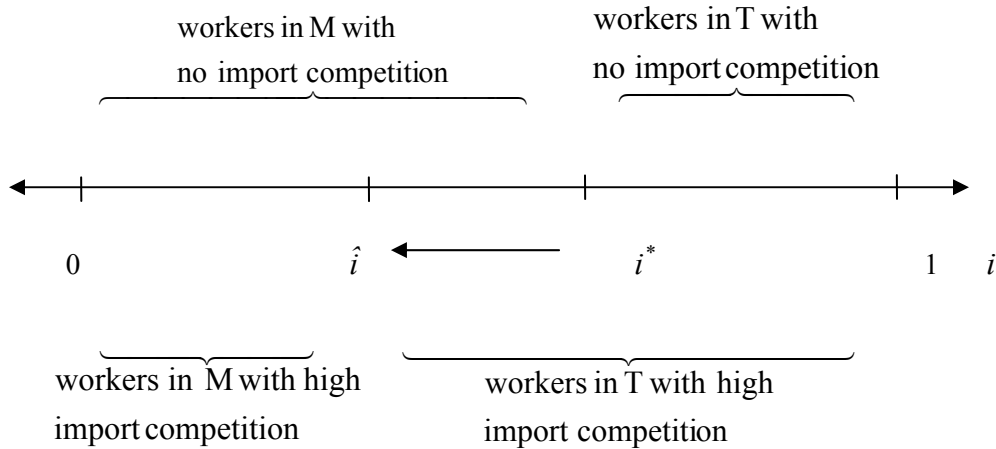 workers in M with
no import competition
workers in T with
no import competition
0 î i* 1 i
workers in M with high
import competition
workers in T with high
import competition